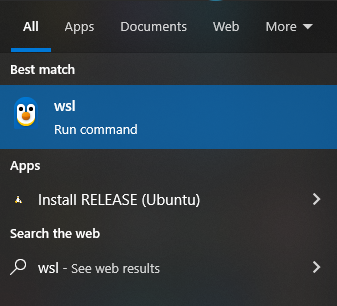 All Apps Documents Web More
Best match
wsl
Run command
Apps
Install RELEASE (Ubuntu)
Search the web
wsl - See web results